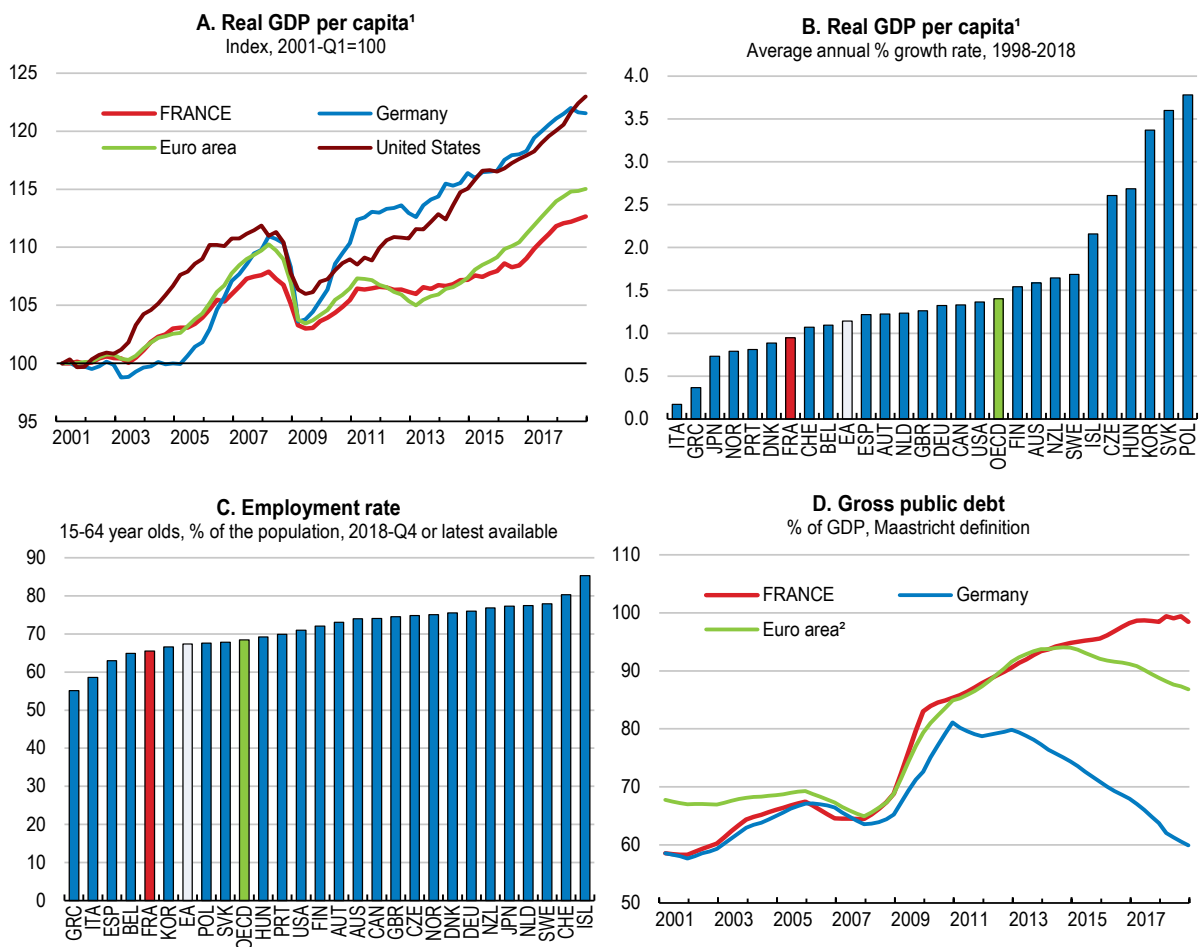 A. Real GDP per capita¹
Index, 2001-Q1=100
125
120
115
110
105
100
95
FRANCE
Germany
Euro area
United States
2001 2003 2005 2007 2009 2011 2013 2015 2017
B. Real GDP per capita¹
Average annual % growth rate, 1998-2018
4.0
3.5
3.0
2.5
2.0
1.5
1.0
0.5
0.0
ITA GRC JPN NOR PRT DNK FRA CHE BEL EA ESP AUT NLD GBR DEU CAN USA OECD FIN AUS NZL SWE ISL CZE HUN KOR SVK POL
C. Employment rate
15-64 year olds, % of the population, 2018-Q4 or latest available
90
80
70
60
50
40
30
20
10
0
GRC ITA ESP BEL FRA KOR EA POL SVK OECD HUN PRT USA FIN AUT AUS CAN GBR CZE NOR DNK DEU NZL JPN NLD SWE CHE ISL
D. Gross public debt
% of GDP, Maastricht definition
110
100
90
80
70
60
50
FRANCE
Germany
Euro area²
2001 2003 2005 2007 2009 2011 2013 2015 2017